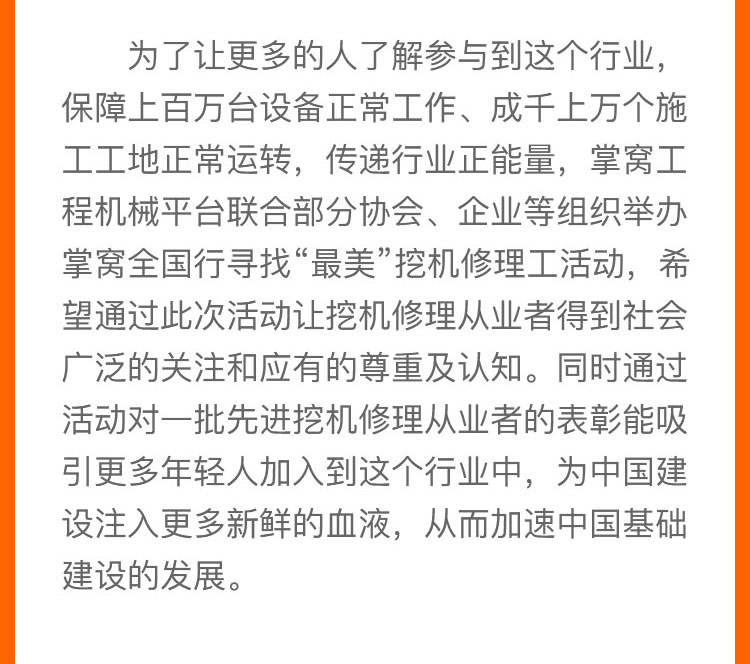 为了让更多的人了解参与到这个行业，
保障上百万台设备正常工作、成千上万个施
工工地正常运转，传递行业正能量，掌窝工
程机械平台联合部分协会、企业等组织举办
掌窝全国行寻找“最美”挖机修理工活动，希
望通过此次活动让挖机修理从业者得到社会
广泛的关注和应有的尊重及认知。同时通过
活动对一批先进挖机修理从业者的表彰能吸
引更多年轻人加入到这个行业中，为中国建
设注入更多新鲜的血液，从而加速中国基础
建设的发展。